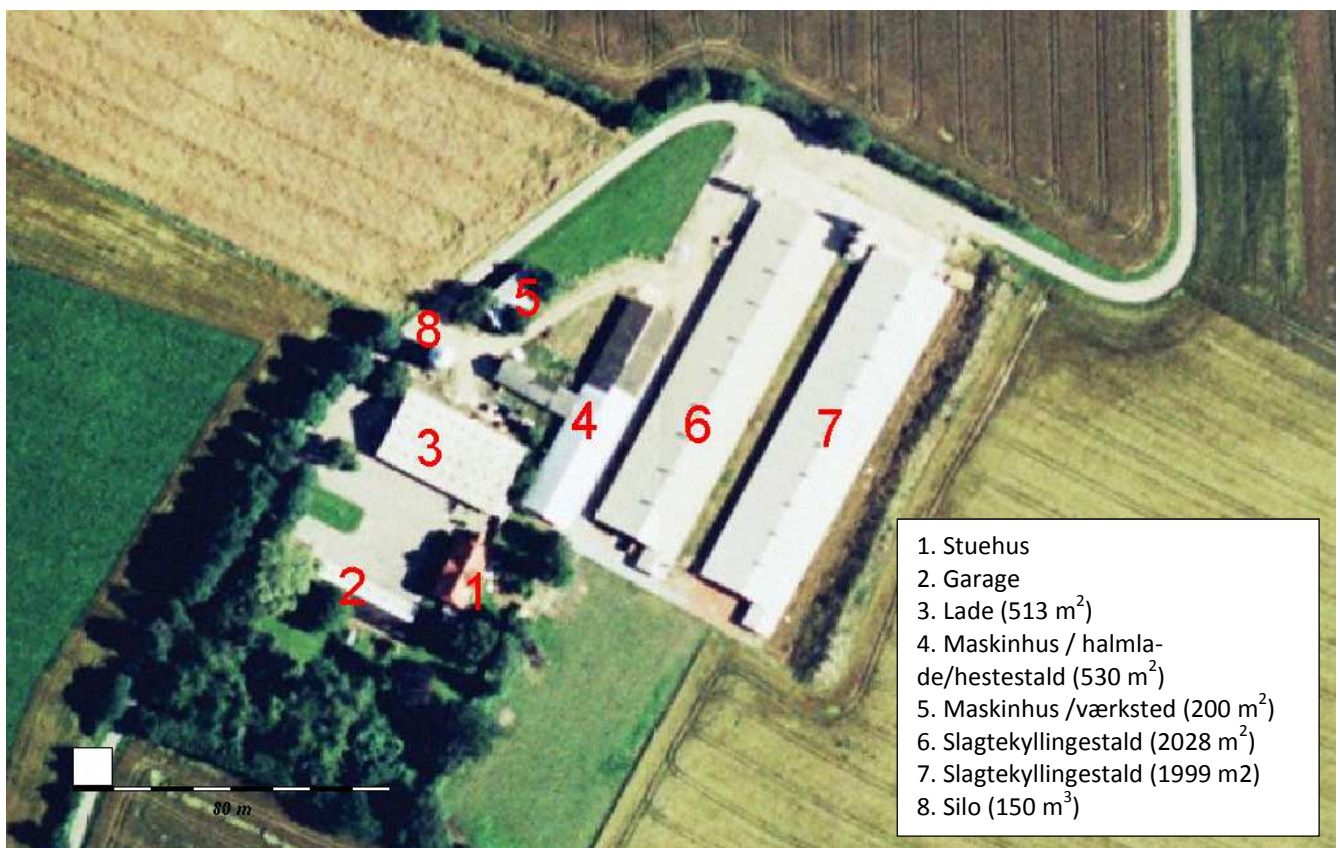 5
8
4
6
7
3
2
1
80 m
1. Stuehus
2. Garage
3. Lade (513 m²)
4. Maskinhus / halmla-
de/hestestald (530 m²)
5. Maskinhus /værksted (200 m²)
6. Slagtekyllingestald (2028 m²)
7. Slagtekyllingestald (1999 m2)
8. Silo (150 m³)